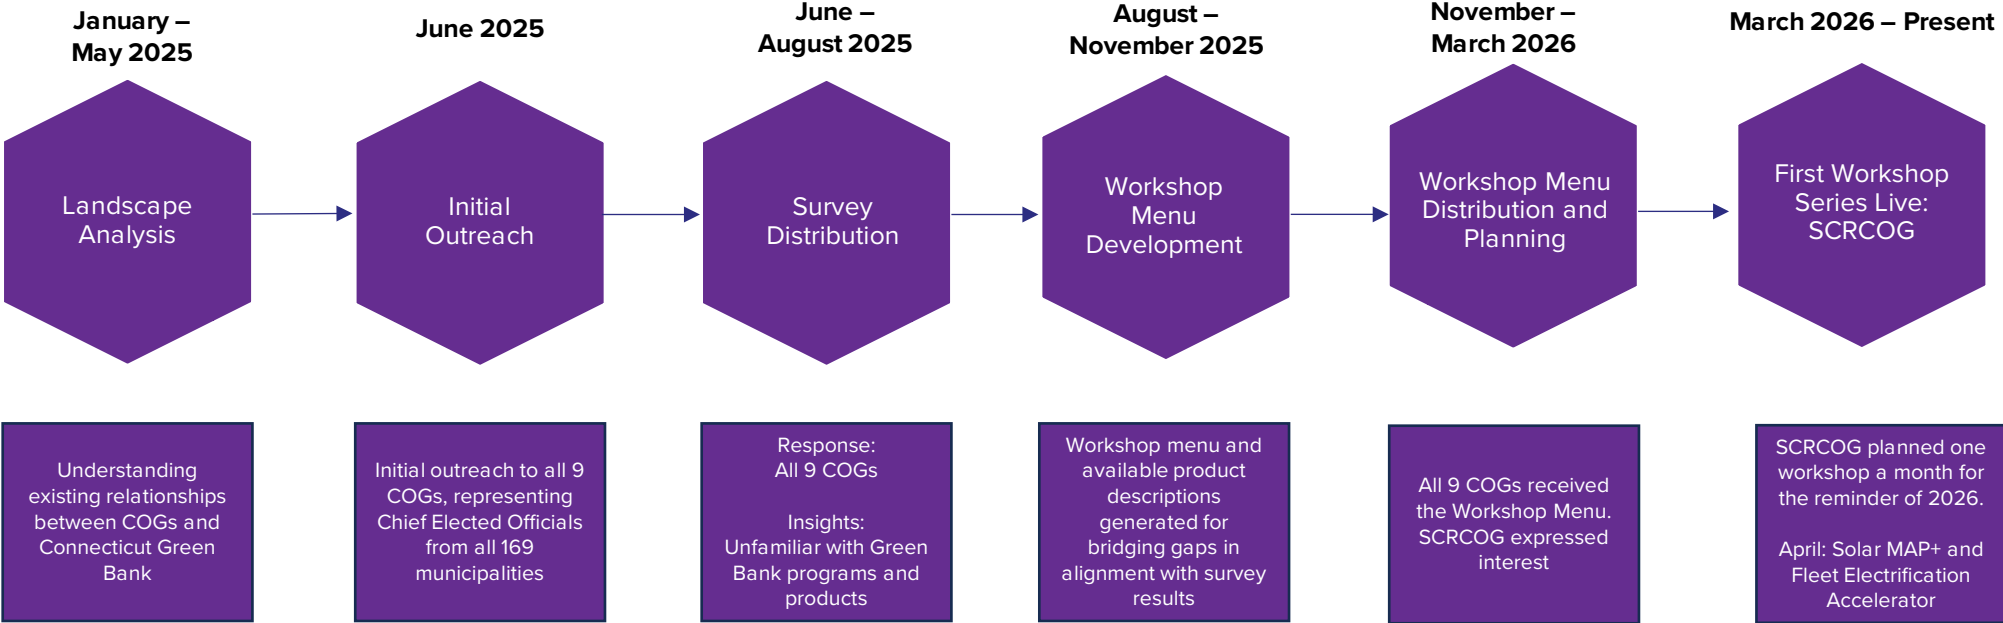 January –
May 2025
June 2025
June –
August 2025
August –
November 2025
November –
March 2026
March 2026 – Present
Landscape
Analysis
Initial
Outreach
Survey
Distribution
Workshop
Menu
Development
Workshop Menu
Distribution and
Planning
First Workshop
Series Live:
SCRCOG
Understanding
existing relationships
between COGs and
Connecticut Green
Bank
Initial outreach to all 9
COGs, representing
Chief Elected Officials
from all 169
municipalities
Response:
All 9 COGs
Insights:
Unfamiliar with Green
Bank programs and
products
Workshop menu and
available product
descriptions
generated for
bridging gaps in
alignment with survey
results
All 9 COGs received
the Workshop Menu.
SCRCOG expressed
interest
SCRCOG planned one
workshop a month for
the reminder of 2026.
April: Solar MAP+ and
Fleet Electrification
Accelerator